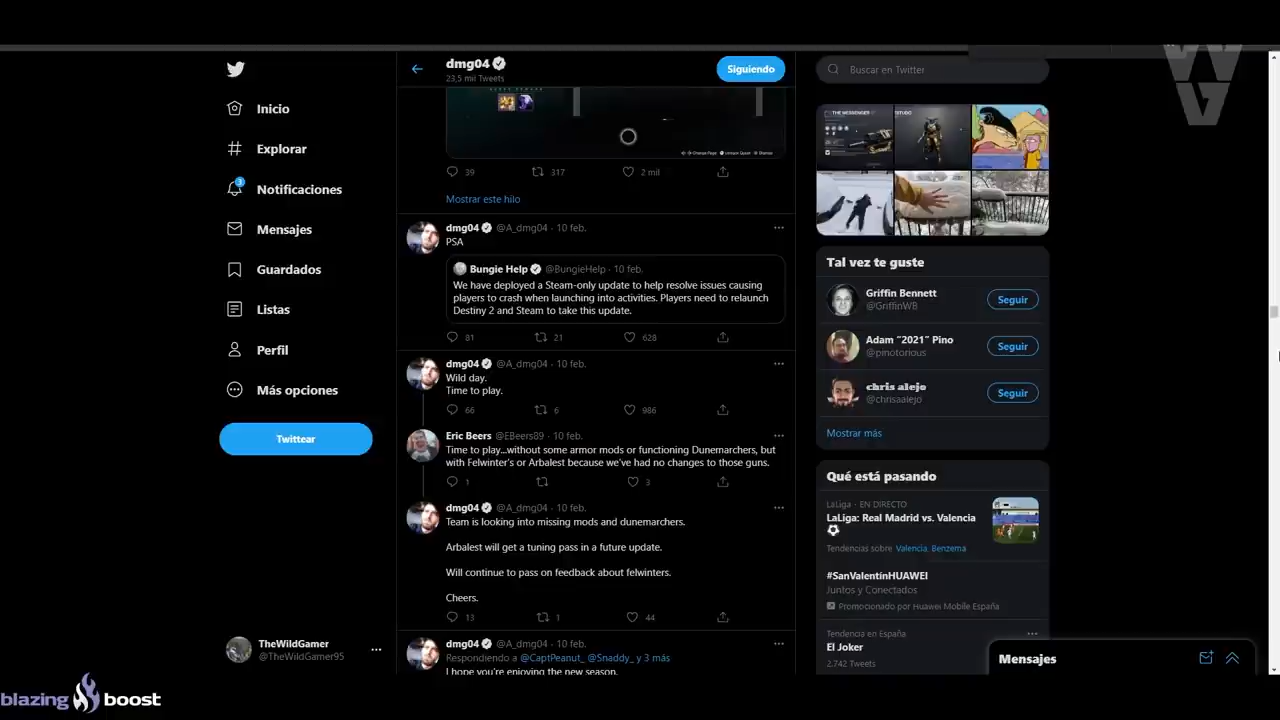 Inicio
Explorar
3
Notificaciones
Mensajes
Guardados
Listas
Perfil
Más opciones
Twittear
TheWildGamer
@TheWildGamer95
blazing boost
dmg04
23,5 mil Tweets
Siguiendo
39 317 2 mil
Mostrar este hilo
dmg04 @A_dmg04 · 10 feb.
PSA
Bungie Help @BungieHelp · 10 feb.
We have deployed a Steam-only update to help resolve issues causing
players to crash when launching into activities. Players need to relaunch
Destiny 2 and Steam to take this update.
81 21 628
dmg04 @A_dmg04 · 10 feb.
Wild day.
Time to play.
66 6 986
Eric Beers @EBeers89 · 10 feb.
Time to play...without some armor mods or functioning Dunemarchers, but
with Felwinter's or Arbalest because we've had no changes to those guns.
1 3
dmg04 @A_dmg04 · 10 feb.
Team is looking into missing mods and dunemarchers.
Arbalest will get a tuning pass in a future update.
Will continue to pass on feedback about felwinters.
Cheers.
13 1 44
dmg04 @A_dmg04 · 10 feb.
Respondiendo a @CaptPeanut_ @Snaddy_ y 3 más
I hope you're enjoying the new season.
Buscar en Twitter
WG
THE MESSENGER
Tal vez te guste
Griffin Bennett
@GriffinWB
Seguir
Adam “2021” Pino
@pinotorious
Seguir
chris alejo
@chrisaalejo
Seguir
Mostrar más
Qué está pasando
LaLiga · EN DIRECTO
LaLiga: Real Madrid vs. Valencia
Tendencias sobre Valencia, Benzema
#SanValentínHUAWEI
Juntos y Conectados
Promocionado por Huawei Mobile España
Tendencia en España
El Joker
2.742 Tweets
Mensajes